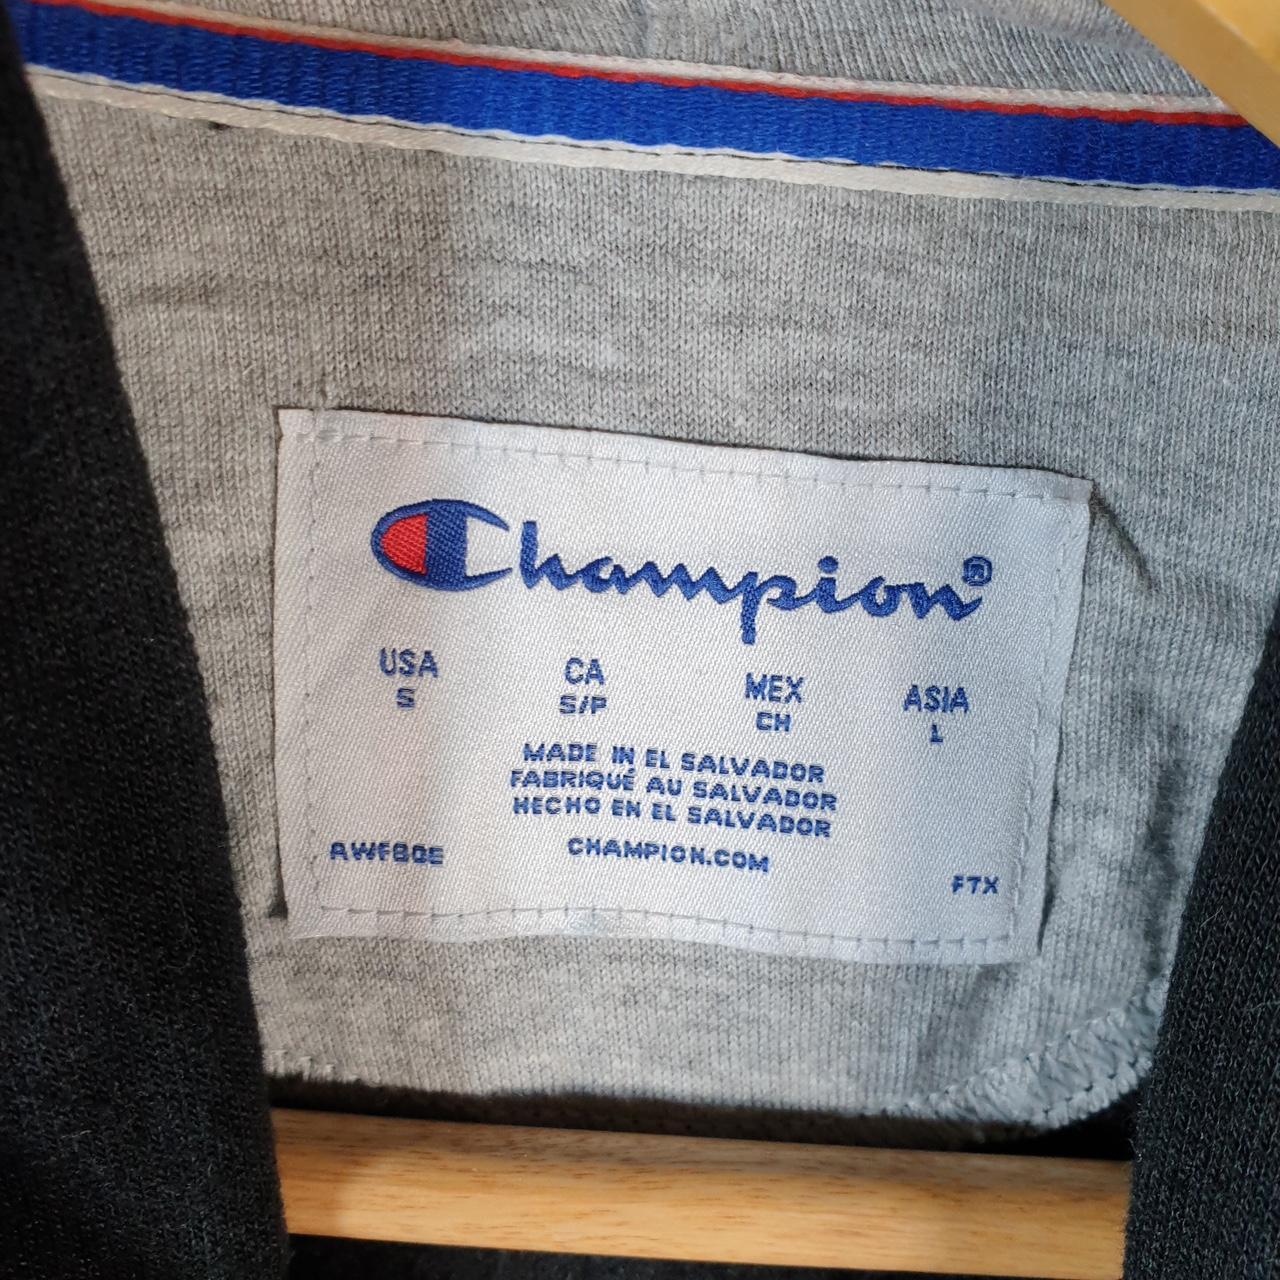 Champion®
USA CA MEX ASIA
S S/P CH L
MADE IN EL SALVADOR
FABRIQUÉ AU SALVADOR
HECHO EN EL SALVADOR
CHAMPION.COM
F7X